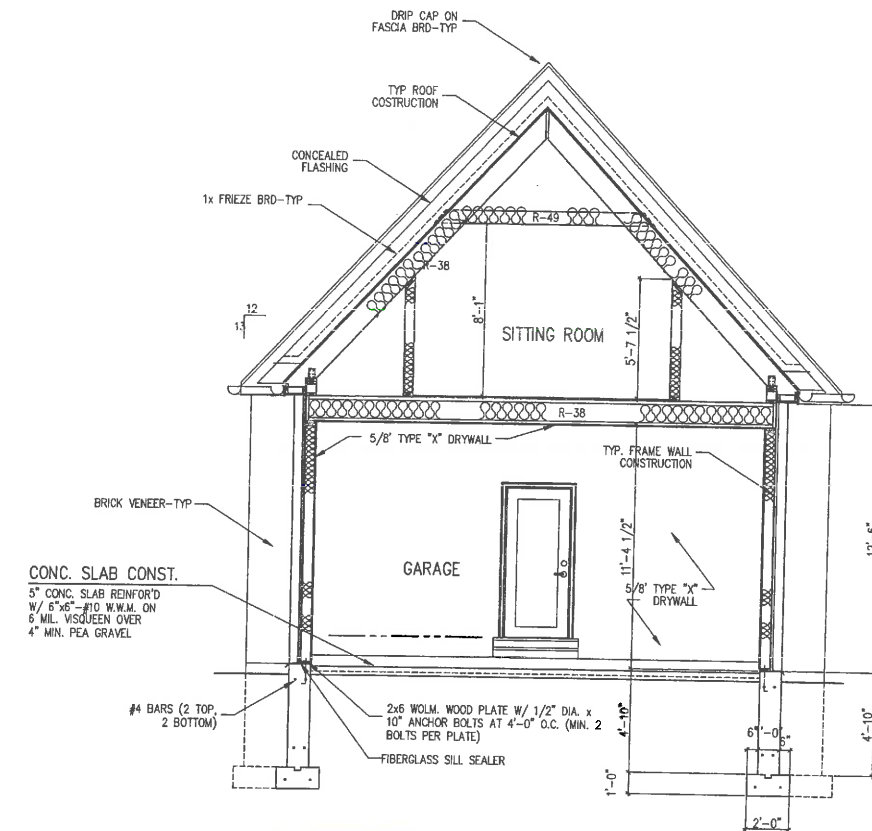 DRIP CAP ON
FASCIA BRD-TYP
TYP ROOF
COSTRUCTION
CONCEALED
FLASHING
1x FRIEZE BRD-TYP
R-49
R-38
12
13
8'-1"
SITTING ROOM
5'-7 1/2"
R-38
5/8' TYPE "X" DRYWALL
TYP. FRAME WALL
CONSTRUCTION
BRICK VENEER-TYP
11'-4 1/2"
GARAGE
5/8' TYPE "X"
DRYWALL
CONC. SLAB CONST.
5" CONC. SLAB REINFOR'D
W/ 6"x6"-#10 W.W.M. ON
6 MIL. VISQUEEN OVER
4" MIN. PEA GRAVEL
#4 BARS (2 TOP,
2 BOTTOM)
2x6 WOLM. WOOD PLATE W/ 1/2" DIA. x
10" ANCHOR BOLTS AT 4'-0" O.C. (MIN. 2
BOLTS PER PLATE)
FIBERGLASS SILL SEALER
4'-10"
6"
6"
4'-10"
1'-0"
2'-0"